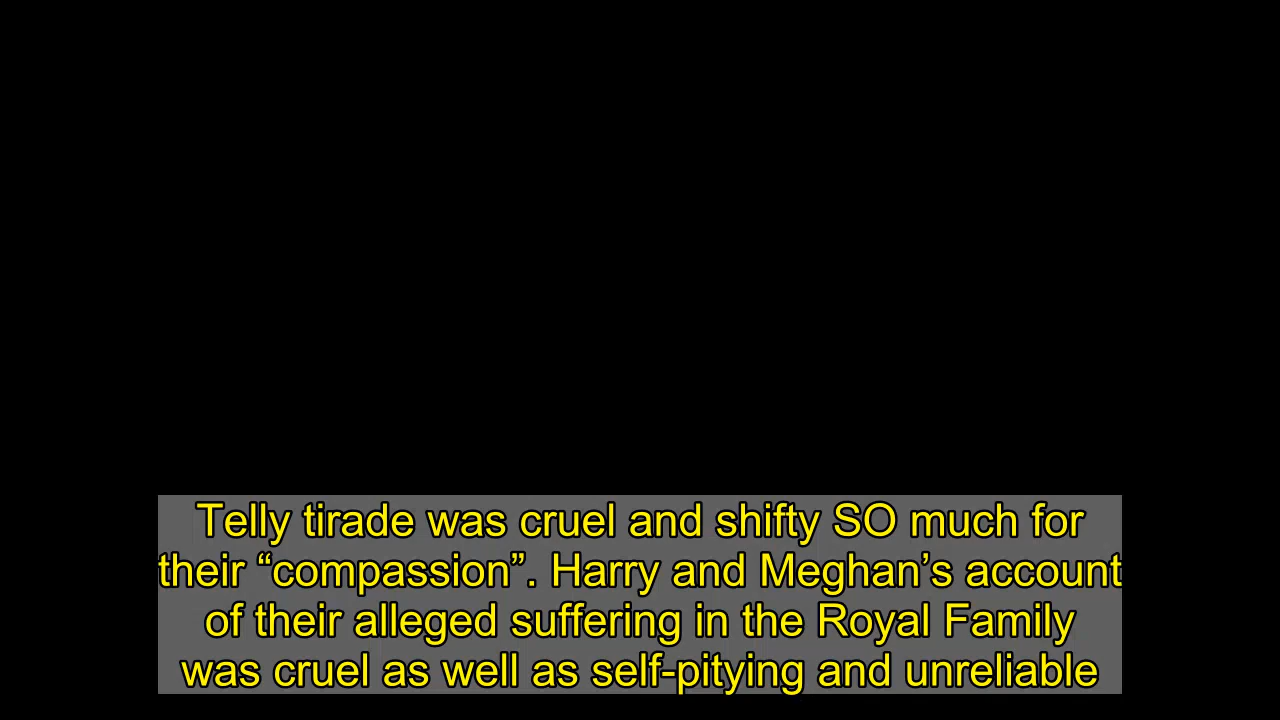 Telly tirade was cruel and shifty SO much for
their “compassion”. Harry and Meghan’s account
of their alleged suffering in the Royal Family
was cruel as well as self-pitying and unreliable